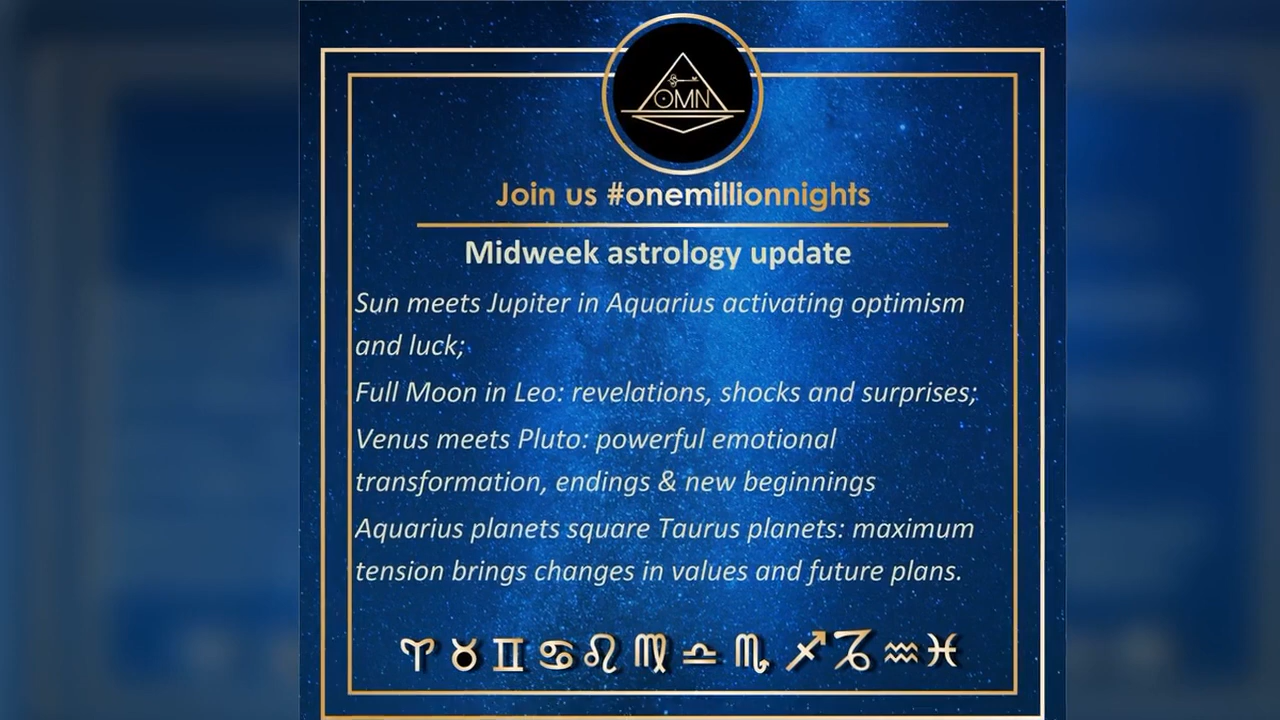 OMN
Join us #onemillionnights
Midweek astrology update
Sun meets Jupiter in Aquarius activating optimism
and luck;
Full Moon in Leo: revelations, shocks and surprises;
Venus meets Pluto: powerful emotional
transformation, endings & new beginnings
Aquarius planets square Taurus planets: maximum
tension brings changes in values and future plans.
♈ ♉ ♊ ♋ ♌ ♍ ♎ ♏ ♐ ♑ ♒ ♓